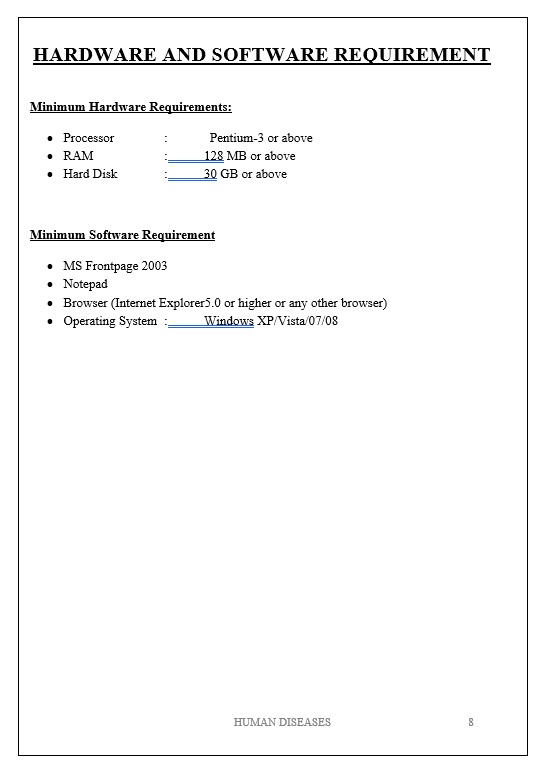 HARDWARE AND SOFTWARE REQUIREMENT
Minimum Hardware Requirements:
• Processor : Pentium-3 or above
• RAM : 128 MB or above
• Hard Disk : 30 GB or above
Minimum Software Requirement
• MS Frontpage 2003
• Notepad
• Browser (Internet Explorer5.0 or higher or any other browser)
• Operating System : Windows XP/Vista/07/08
HUMAN DISEASES 8